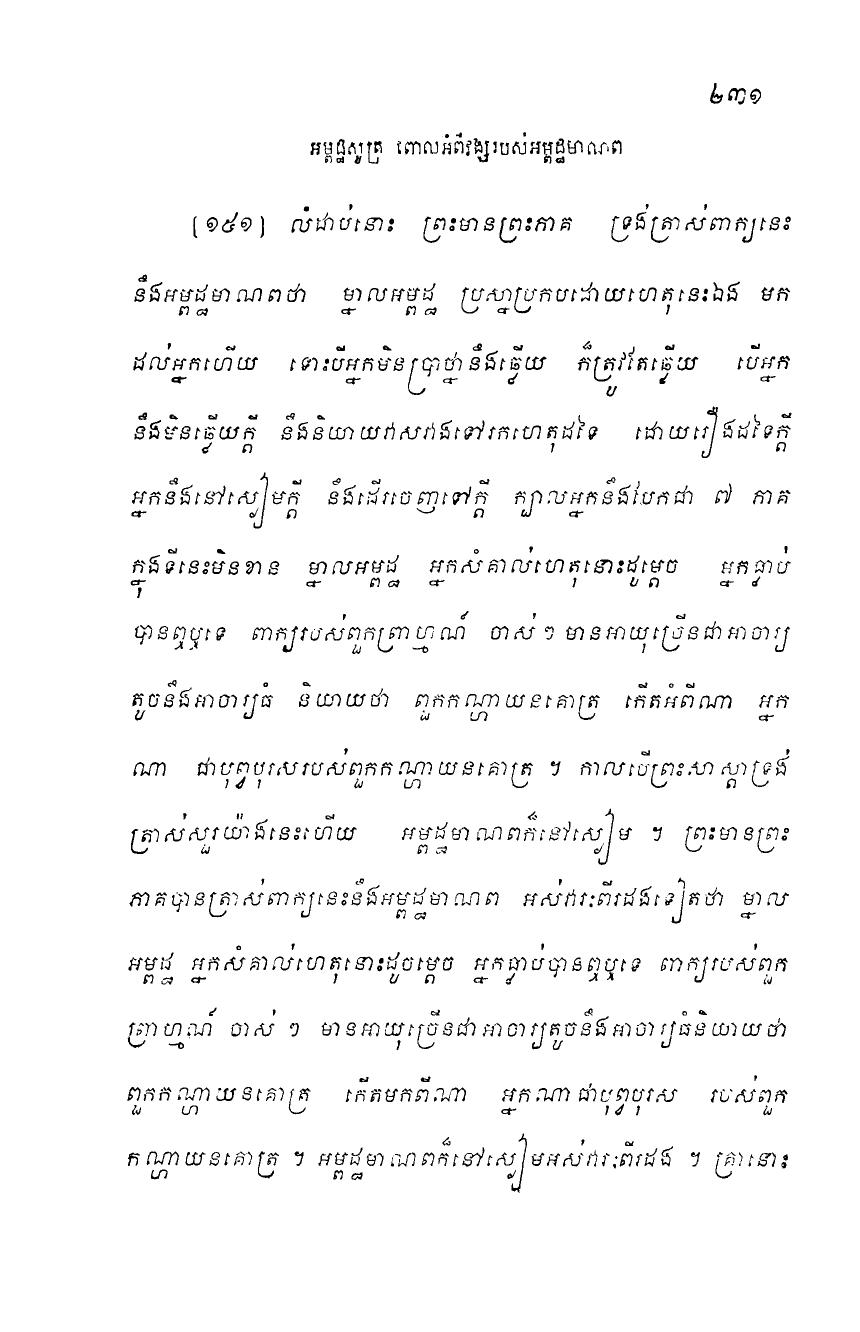 ២៣១
អម្ពដ្ឋសូត្រ ពោលអំពីវង្សរបស់អម្ពដ្ឋមាណព
(១៥១) លំដាប់នោះ ព្រះមានព្រះភាគ ទ្រង់ត្រាស់ពាក្យនេះ
នឹងអម្ពដ្ឋមាណពថា ម្នាលអម្ពដ្ឋ ប្រស្នាប្រកបដោយហេតុនេះឯង មក
ដល់អ្នកហើយ ទោះបីអ្នកមិនប្រាថ្នានឹងឆ្លើយ ក៏ត្រូវតែឆ្លើយ បើអ្នក
នឹងមិនឆ្លើយក្តី នឹងនិយាយវាសវាងទៅរកហេតុដទៃ ដោយរឿងដទៃក្តី
អ្នកនឹងនៅស្ងៀមក្តី នឹងដើរចេញទៅក្តី ក្បាលអ្នកនឹងបែកជា ៧ ភាគ
ក្នុងទីនេះមិនខាន ម្នាលអម្ពដ្ឋ អ្នកសំគាល់ហេតុនោះដូម្តេច អ្នកធ្លាប់
បានឮឬទេ ពាក្យរបស់ពួកព្រាហ្មណ៍ ចាស់ៗ មានអាយុច្រើនជាអាចារ្យ
តូចនឹងអាចារ្យធំ និយាយថា ពួកកណ្ហាយនគោត្រ កើតអំពីណា អ្នក
ណា ជាបុព្វបុរសរបស់ពួកកណ្ហាយនគោត្រ ។ កាលបើព្រះសាស្តាទ្រង់
ត្រាស់សួរយ៉ាងនេះហើយ អម្ពដ្ឋមាណពក៏នៅស្ងៀម ។ ព្រះមានព្រះ
ភាគបានត្រាស់ពាក្យនេះនឹងអម្ពដ្ឋមាណព អស់វារៈពីរដងទៀតថា ម្នាល
អម្ពដ្ឋ អ្នកសំគាល់ហេតុនោះដូចម្តេច អ្នកធ្លាប់បានឮឬទេ ពាក្យរបស់ពួក
ព្រាហ្មណ៍ ចាស់ ៗ មានអាយុច្រើនជាអាចារ្យតូចនឹងអាចារ្យធំនិយាយថា
ពួកកណ្ហាយនគោត្រ កើតមកពីណា អ្នកណាជាបុព្វបុរស របស់ពួក
កណ្ហាយនគោត្រ ។ អម្ពដ្ឋមាណពក៏នៅស្ងៀមអស់វារៈពីរដង ។ គ្រានោះ